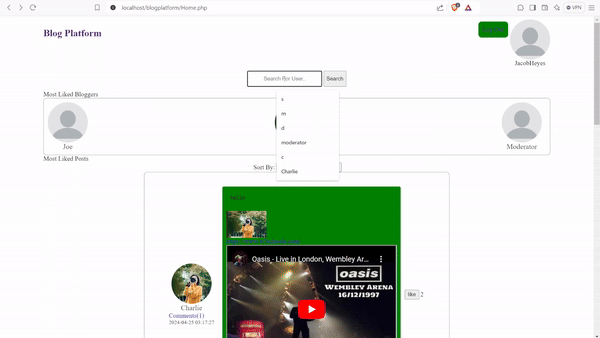 localhost/blogplatform/Home.php
VPN
Blog Platform
JacobHeyes
Search for User..
Search
s
m
d
moderator
c
Charlie
Most Liked Bloggers
Joe
Moderator
Most Liked Posts
Sort By:
hello
Oasis - Live in London, Wembley Ar...
oasis
WEMBLEY ARENA
16/12/1997
Charlie
Comments(1)
2024-04-25 03:17:27
like 2